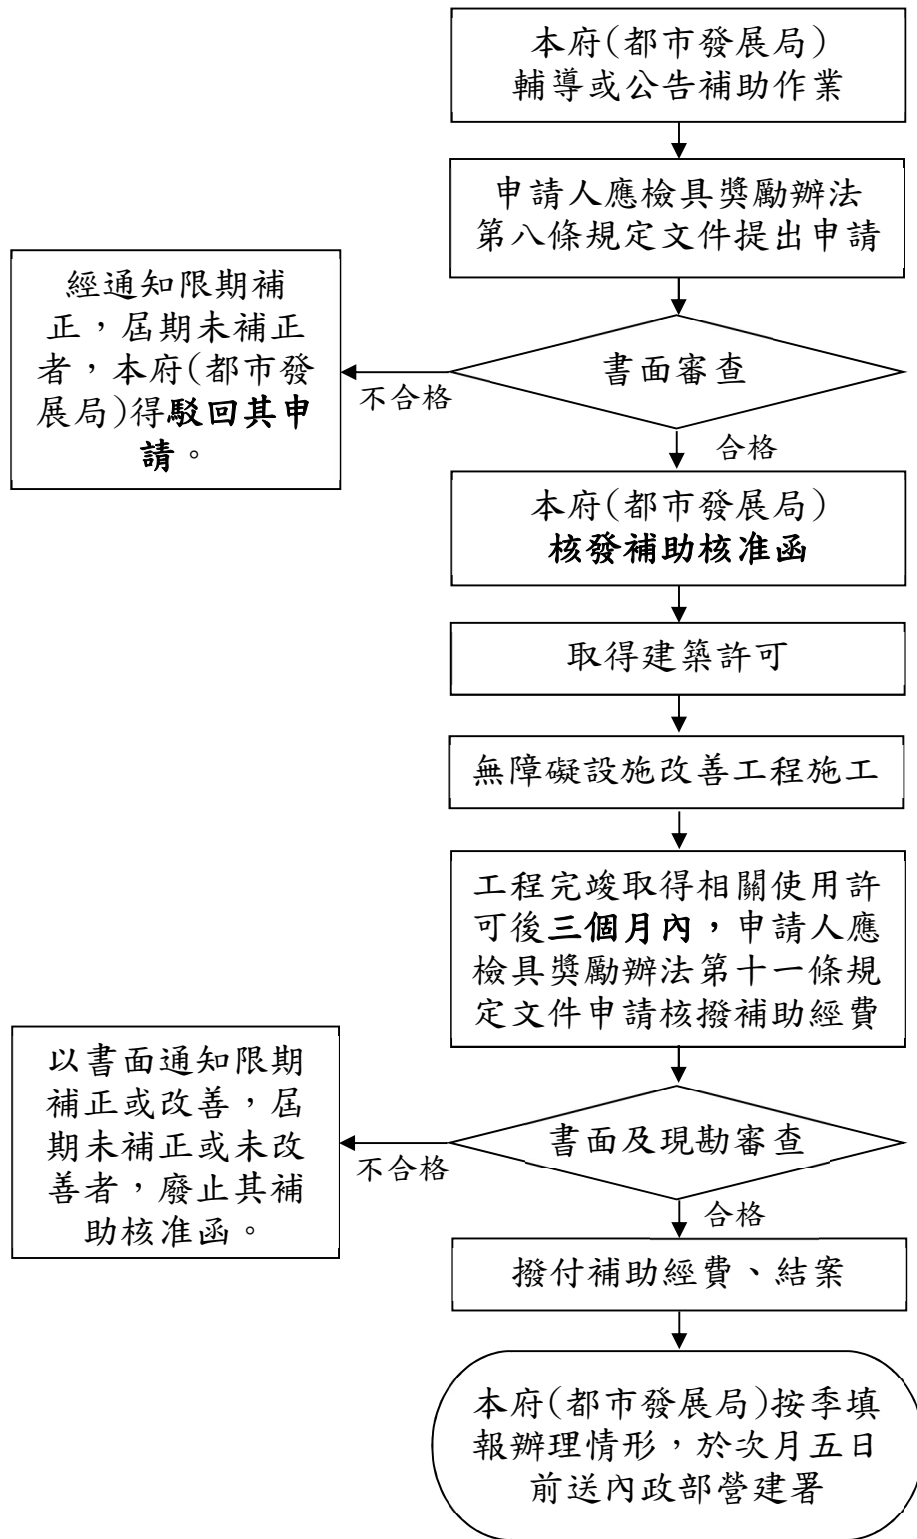 本府(都市發展局)
輔導或公告補助作業
申請人應檢具獎勵辦法
第八條規定文件提出申請
書面審查
不合格
經通知限期補
正，屆期未補正
者，本府(都市發
展局)得駁回其申
請。
合格
本府(都市發展局)
核發補助核准函
取得建築許可
無障礙設施改善工程施工
工程完竣取得相關使用許
可後三個月內，申請人應
檢具獎勵辦法第十一條規
定文件申請核撥補助經費
書面及現勘審查
不合格
以書面通知限期
補正或改善，屆
期未補正或未改
善者，廢止其補
助核准函。
合格
撥付補助經費、結案
本府(都市發展局)按季填
報辦理情形，於次月五日
前送內政部營建署